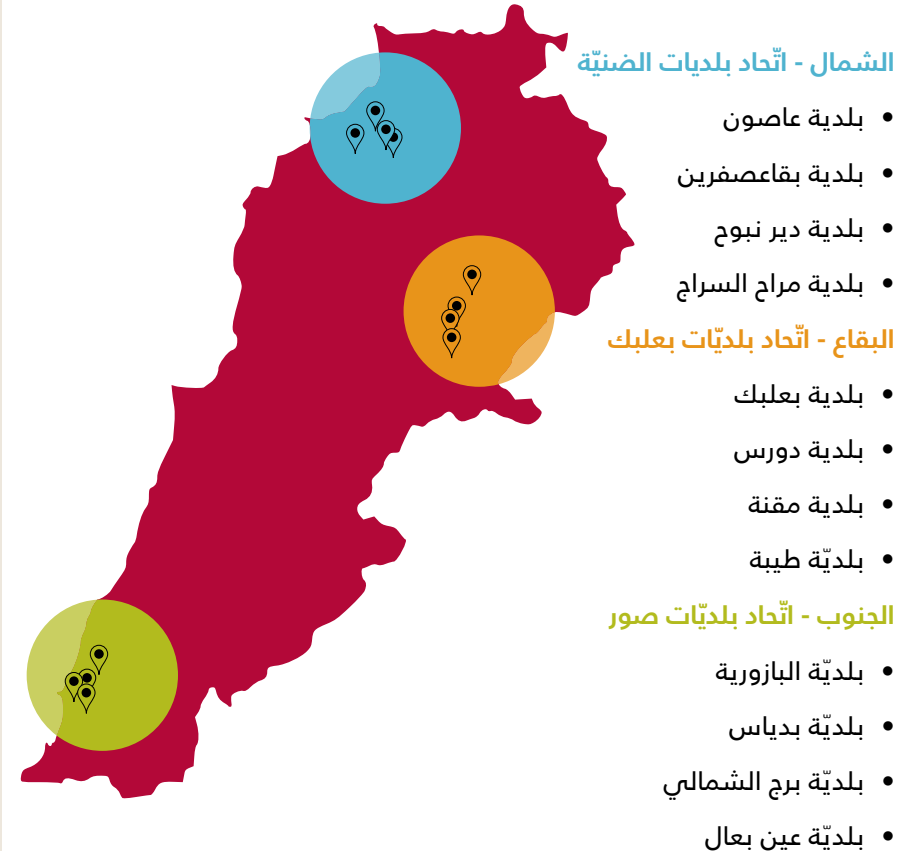 الشمال - اتّحاد بلديات الضنيّة
• بلدية عاصون
• بلدية بقاعصفرين
• بلدية دير نبوح
• بلدية مراح السراج
البقاع - اتّحاد بلديّات بعلبك
• بلدية بعلبك
• بلدية دورس
• بلدية مقنة
• بلديّة طيبة
الجنوب - اتّحاد بلديّات صور
• بلديّة البازورية
• بلديّة بدياس
• بلديّة برج الشمالي
• بلديّة عين بعال